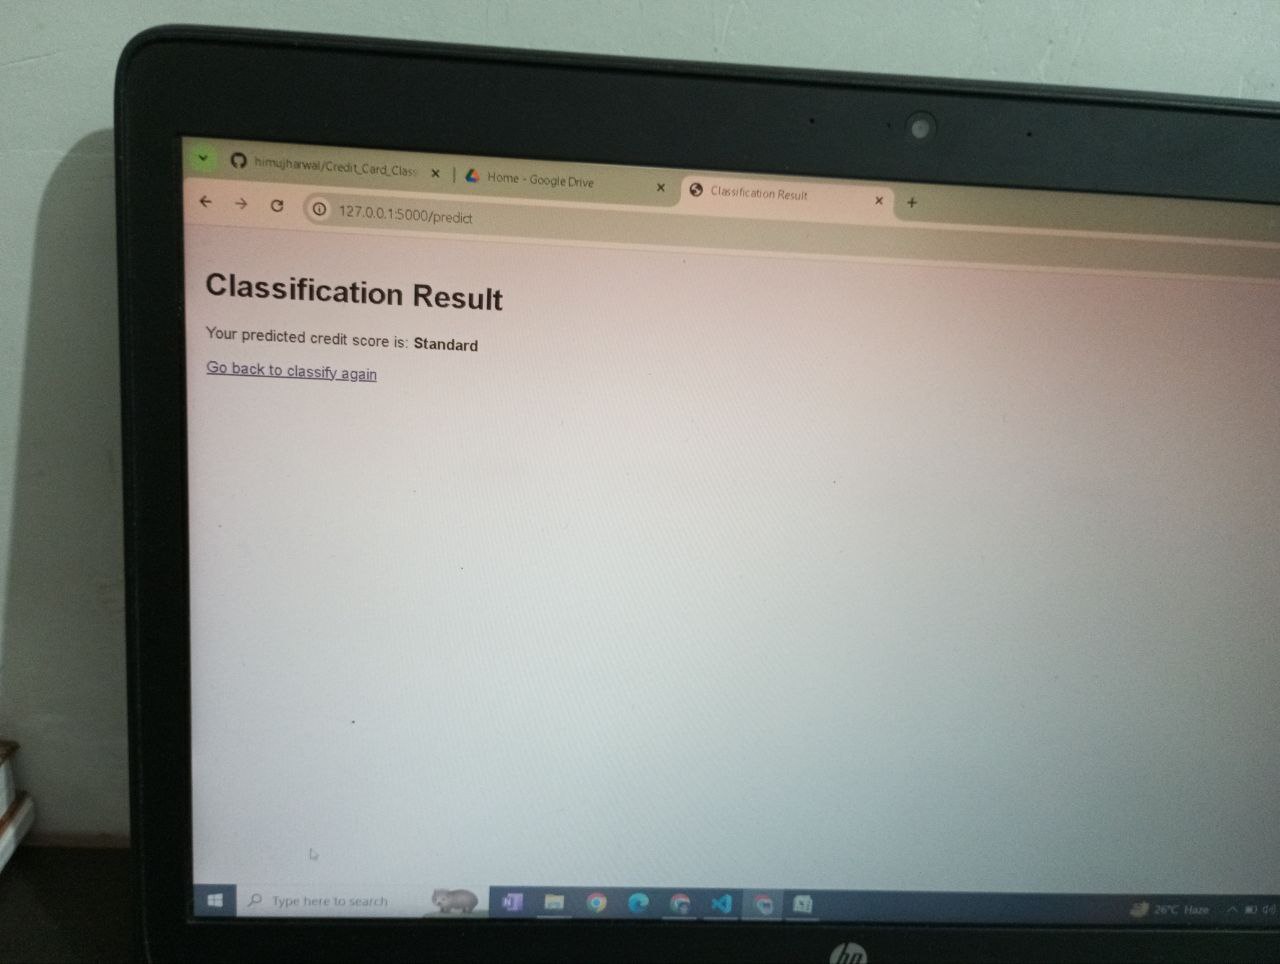 himujharwal/Credit_Card_Class
Home - Google Drive
Classification Result
127.0.0.1:5000/predict
Classification Result
Your predicted credit score is: Standard
Go back to classify again
Type here to search
26°C Haze
hp